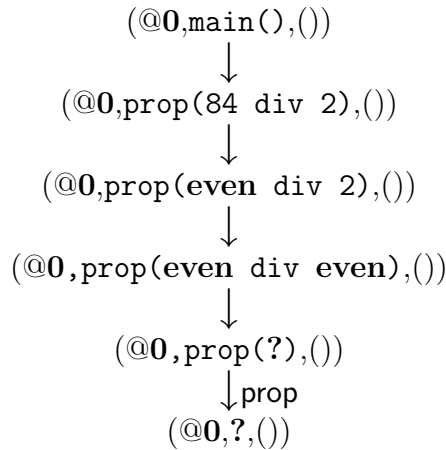 (@0,main(),())
(@0,prop(84 div 2),())
(@0,prop(even div 2),())
(@0,prop(even div even),())
(@0,prop(?),())
prop
(@0,?,())